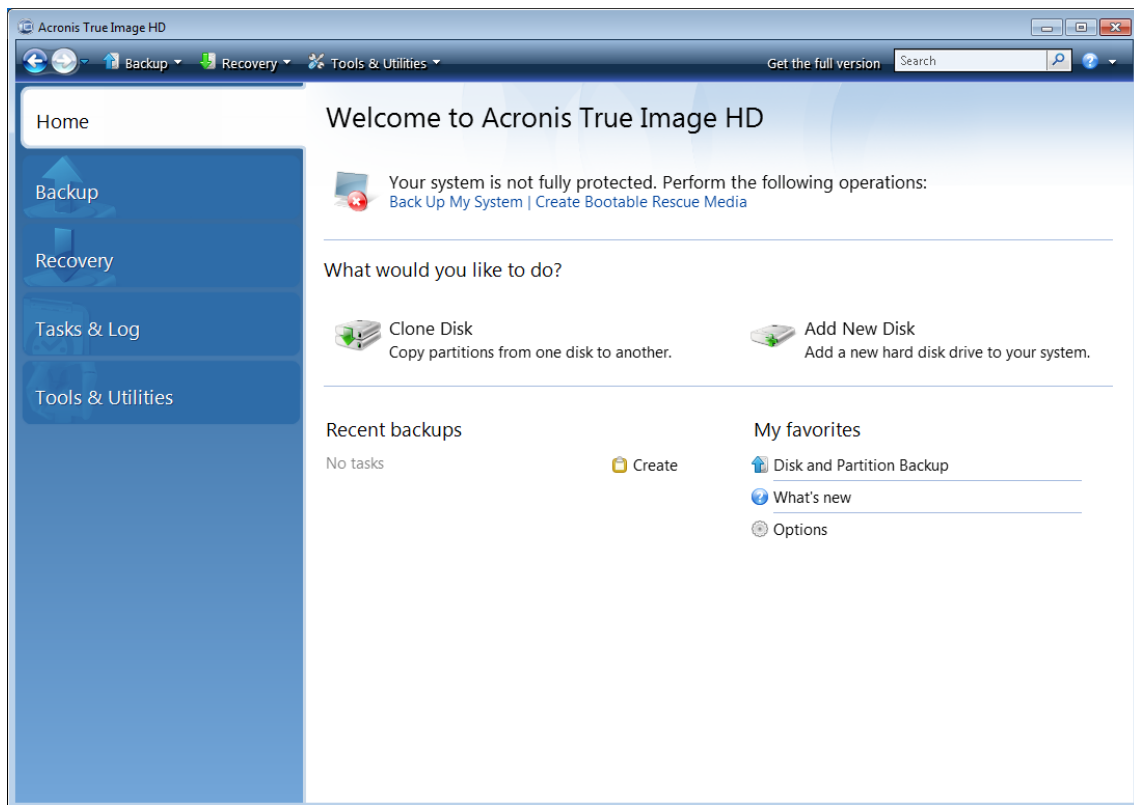 Acronis True Image HD
Backup Recovery Tools & Utilities Get the full version Search
Home
Backup
Recovery
Tasks & Log
Tools & Utilities
Welcome to Acronis True Image HD
Your system is not fully protected. Perform the following operations:
Back Up My System | Create Bootable Rescue Media
What would you like to do?
Clone Disk
Copy partitions from one disk to another.
Add New Disk
Add a new hard disk drive to your system.
Recent backups
No tasks
Create
My favorites
Disk and Partition Backup
What's new
Options